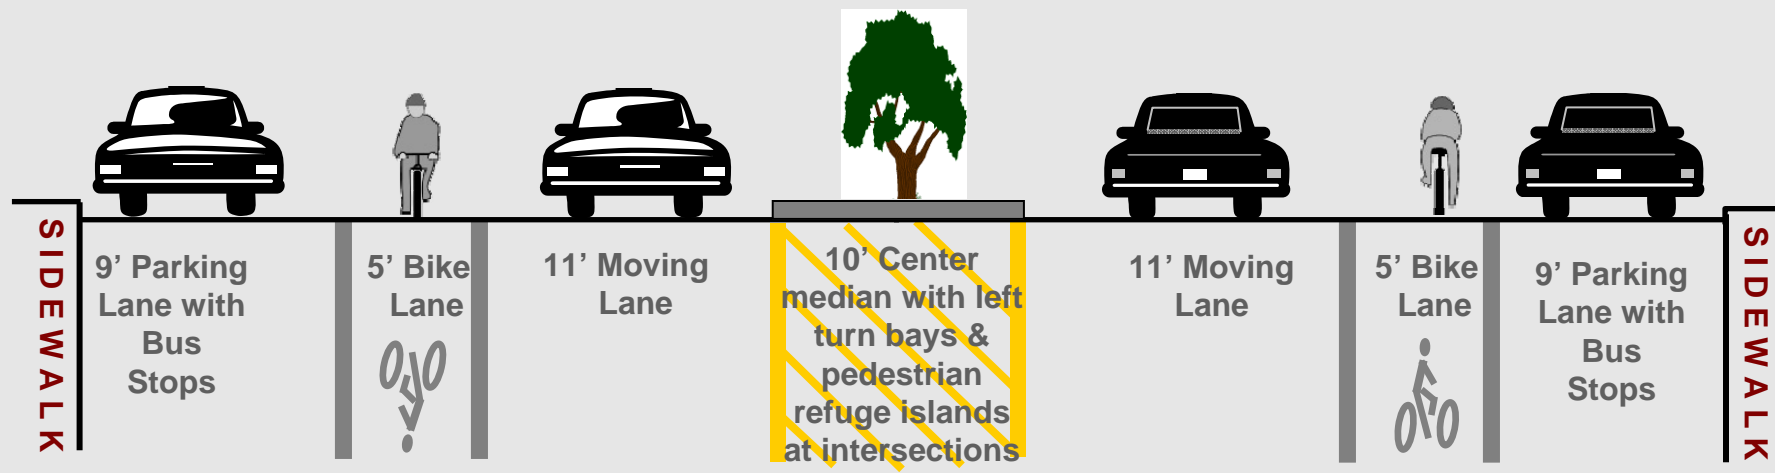 SIDEWALK
9’ Parking
Lane with
Bus
Stops
5’ Bike
Lane
11’ Moving
Lane
10’ Center
median with left
turn bays &
pedestrian
refuge islands
at intersections
11’ Moving
Lane
5’ Bike
Lane
9’ Parking
Lane with
Bus
Stops
SIDEWALK